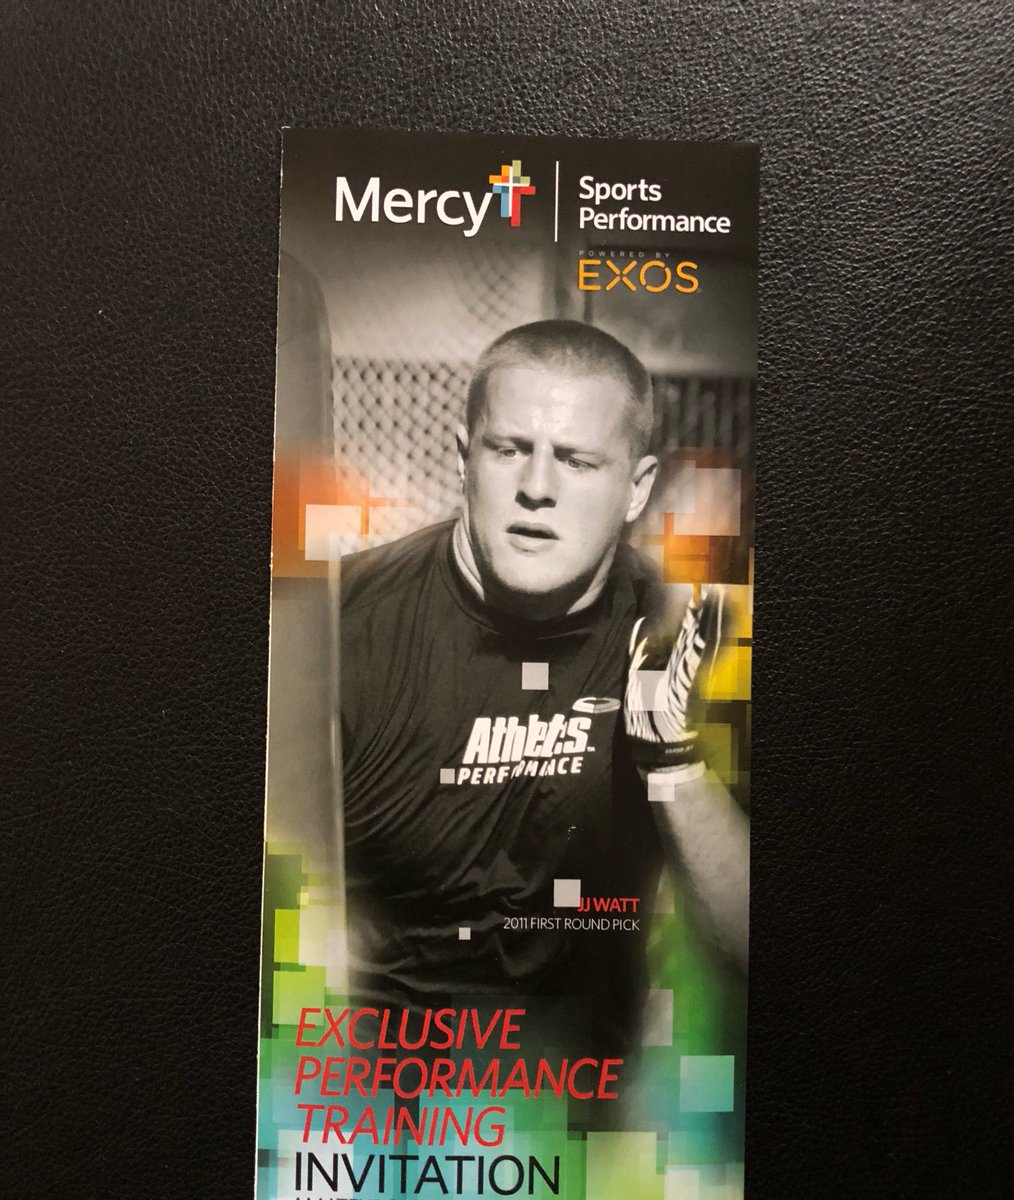 Mercy
Sports
Performance
POWERED BY
EXOS
Athletes
PERFORMANCE
JJ WATT
2011 FIRST ROUND PICK
EXCLUSIVE
PERFORMANCE
TRAINING
INVITATION